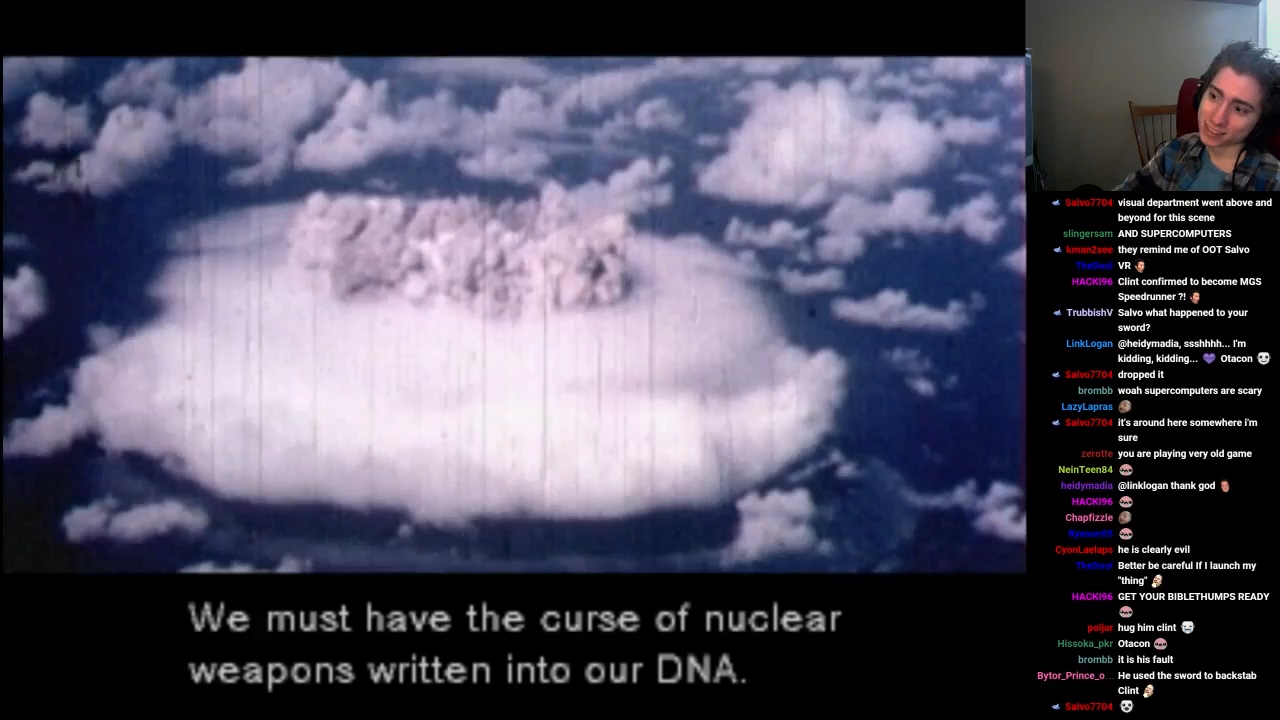 We must have the curse of nuclear
weapons written into our DNA.
Salvo7704 visual department went above and
beyond for this scene
slingersam AND SUPERCOMPUTERS
kman2see they remind me of OOT Salvo
VR
HACKI96 Clint confirmed to become MGS
Speedrunner ?!
TrubbishV Salvo what happened to your
sword?
LinkLogan @heidymadia, ssshhhh... I'm
kidding, kidding... Otacon
Salvo7704 dropped it
brombb woah supercomputers are scary
LazyLapras
Salvo7704 it's around here somewhere i'm
sure
zerotte you are playing very old game
NeinTeen84
heidymadia @linklogan thank god
HACKI96
Chapfizzle
CyonLaelaps he is clearly evil
Better be careful If I launch my
"thing"
HACKI96 GET YOUR BIBLETHUMPS READY
poljar hug him clint
Hissoka_pkr Otacon
brombb it is his fault
Bytor_Prince_o... He used the sword to backstab
Clint
Salvo7704